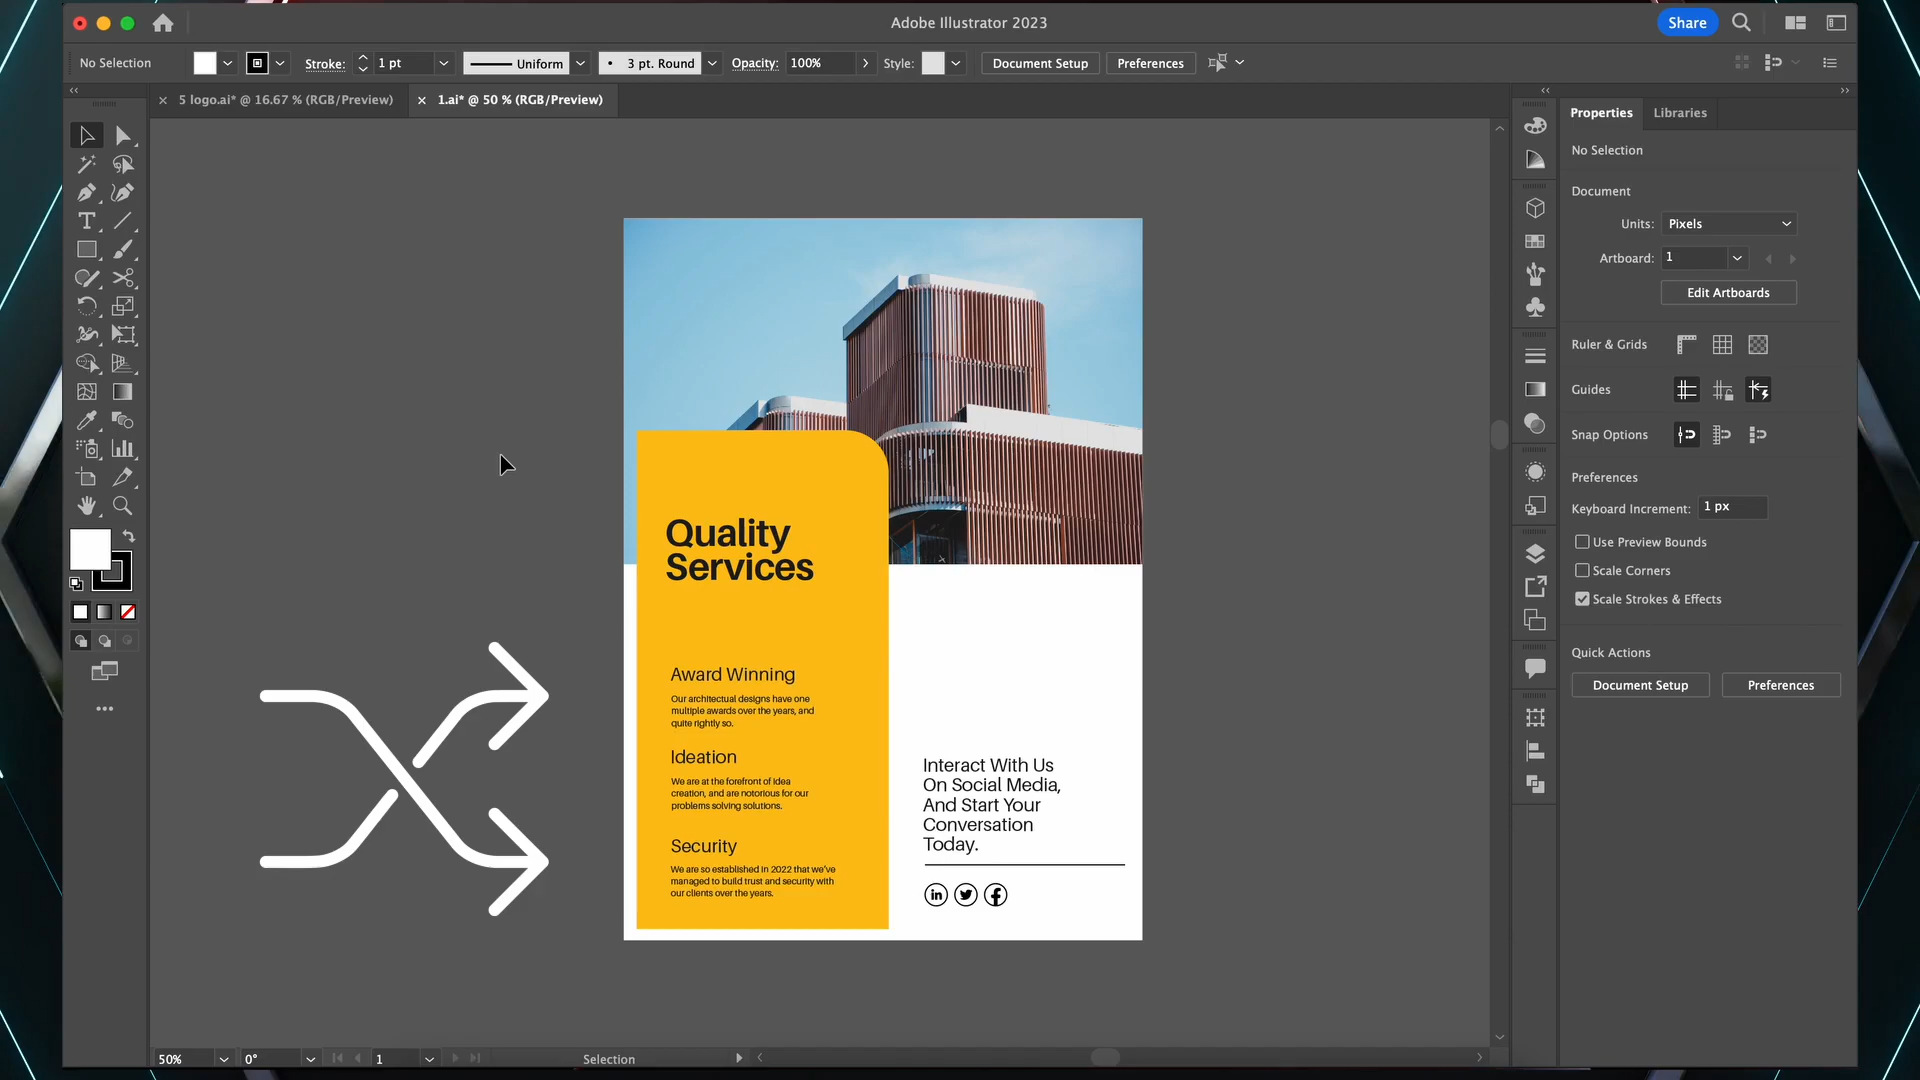 Adobe Illustrator 2023
Share
No Selection
Stroke:
1 pt
Uniform
3 pt. Round
Opacity:
100%
Style:
Document Setup
Preferences
5 logo.ai* @ 16.67 % (RGB/Preview)
1.ai* @ 50 % (RGB/Preview)
Properties
Libraries
No Selection
Document
Units:
Pixels
Artboard:
1
Edit Artboards
Ruler & Grids
Guides
Snap Options
Preferences
Keyboard Increment:
1 px
Use Preview Bounds
Scale Corners
Scale Strokes & Effects
Quick Actions
Document Setup
Preferences
Quality
Services
Award Winning
Our architectual designs have one
multiple awards over the years, and
quite rightly so.
Ideation
We are at the forefront of idea
creation, and are notorious for our
problems solving solutions.
Security
We are so established in 2022 that we've
managed to build trust and security with
our clients over the years.
Interact With Us
On Social Media,
And Start Your
Conversation
Today.
in
50%
0°
1
Selection